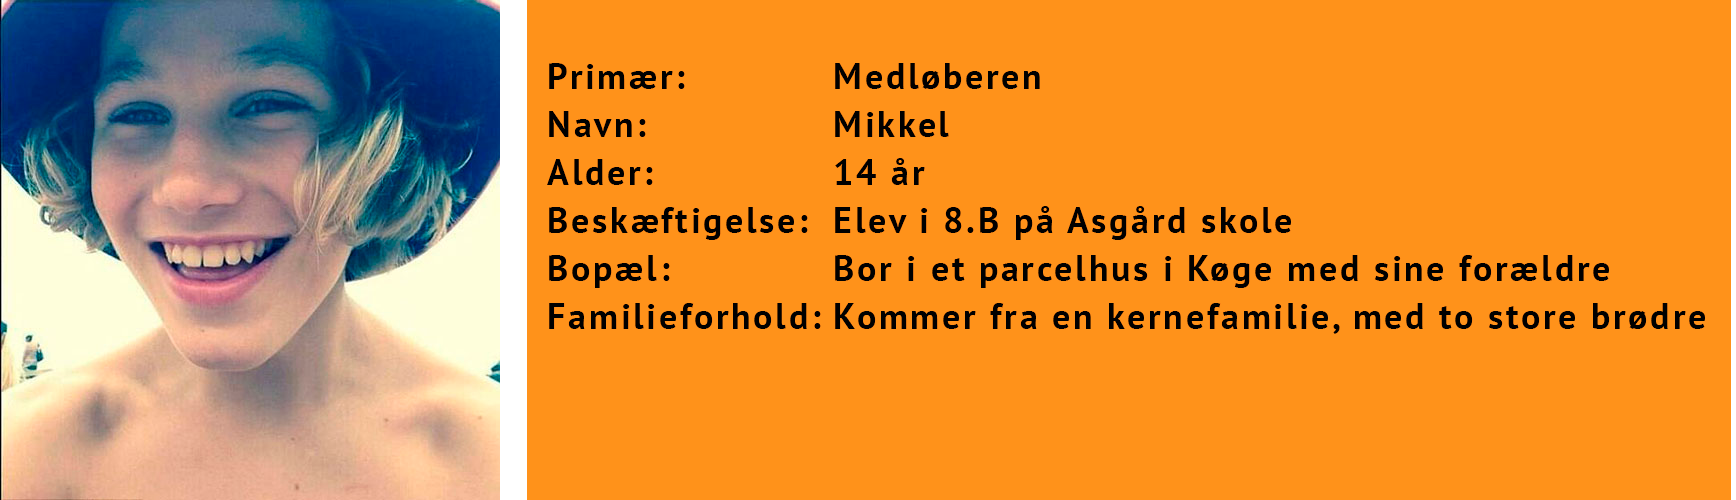 Primær: Medløberen
Navn: Mikkel
Alder: 14 år
Beskæftigelse: Elev i 8.B på Asgård skole
Bopæl: Bor i et parcelhus i Køge med sine forældre
Familieforhold: Kommer fra en kernefamilie, med to store brødre